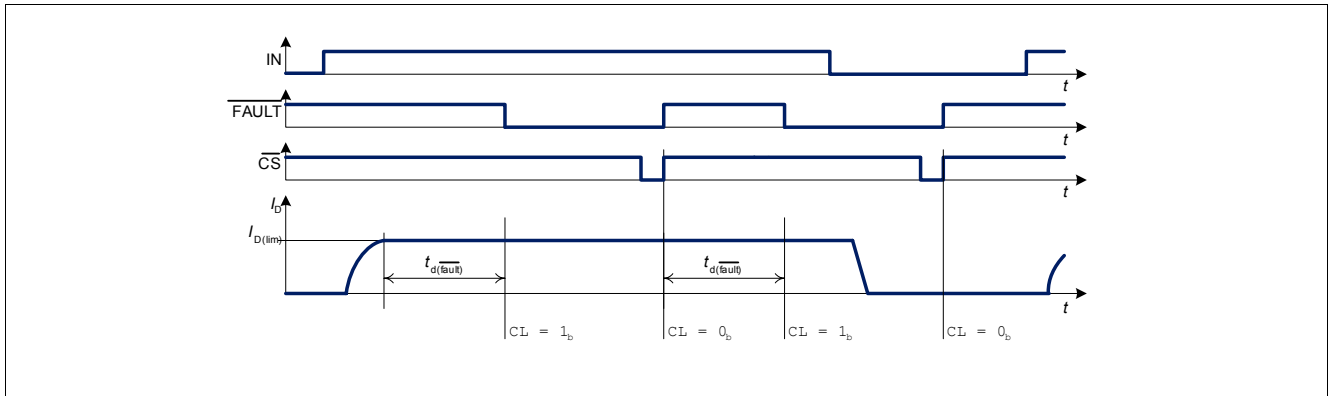 IN
t
FAULT
t
CS
t
I_D
I_D(lim)
t_d(fault)
t_d(fault)
t
CL = 1_b
CL = 0_b
CL = 1_b
CL = 0_b